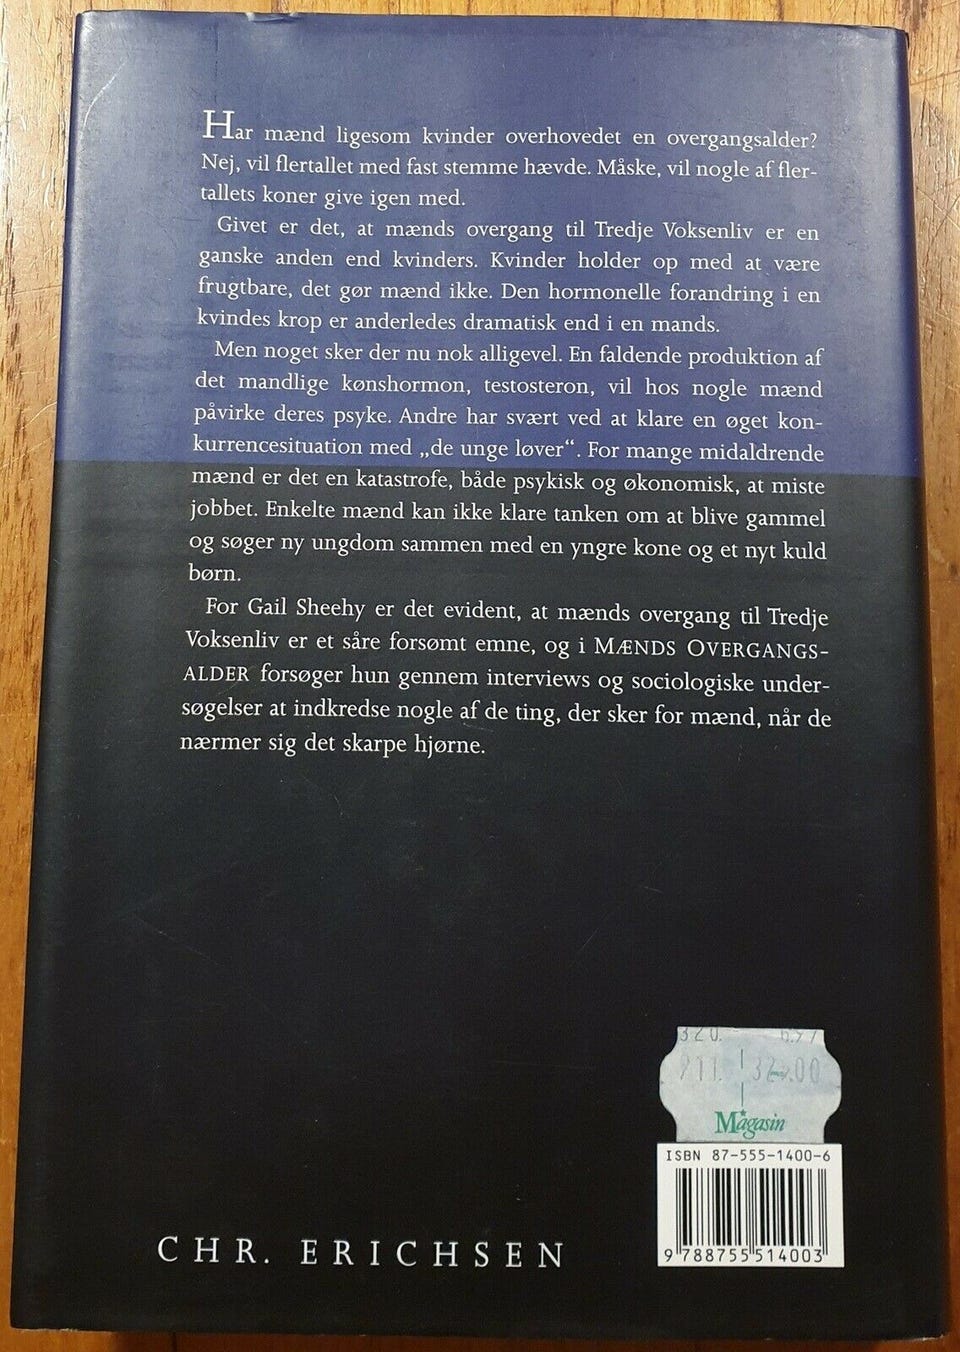 Har mænd ligesom kvinder overhovedet en overgangsalder?
Nej, vil flertallet med fast stemme hævde. Måske, vil nogle af fler-
tallets koner give igen med.
Givet er det, at mænds overgang til Tredje Voksenliv er en
ganske anden end kvinders. Kvinder holder op med at være
frugtbare, det gør mænd ikke. Den hormonelle forandring i en
kvindes krop er anderledes dramatisk end i en mands.
Men noget sker der nu nok alligevel. En faldende produktion af
det mandlige kønshormon, testosteron, vil hos nogle mænd
påvirke deres psyke. Andre har svært ved at klare en øget kon-
kurrencesituation med „de unge løver“. For mange midaldrende
mænd er det en katastrofe, både psykisk og økonomisk, at miste
jobbet. Enkelte mænd kan ikke klare tanken om at blive gammel
og søger ny ungdom sammen med en yngre kone og et nyt kuld
børn.
For Gail Sheehy er det evident, at mænds overgang til Tredje
Voksenliv er et såre forsømt emne, og i MÆNDS OVERGANGS-
ALDER forsøger hun gennem interviews og sociologiske under-
søgelser at indkredse nogle af de ting, der sker for mænd, når de
nærmer sig det skarpe hjørne.
Magasin
ISBN 87-555-1400-6
9 788755 514003
CHR. ERICHSEN